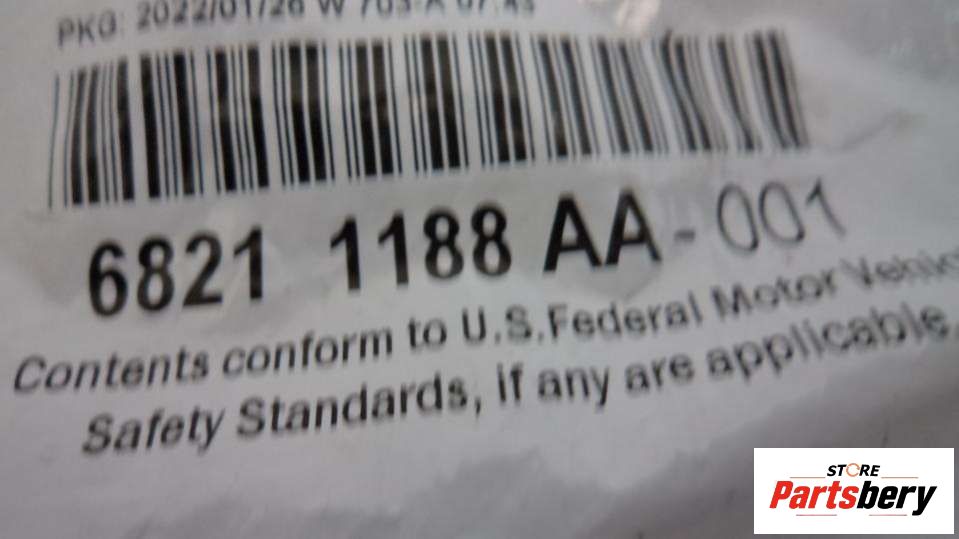 PKG: 2022/01/26 W 703-A 07:43
6821 1188 AA-001
Contents conform to U.S.Federal Motor Vehic
Safety Standards, if any are applicable.
STORE
Partsbery